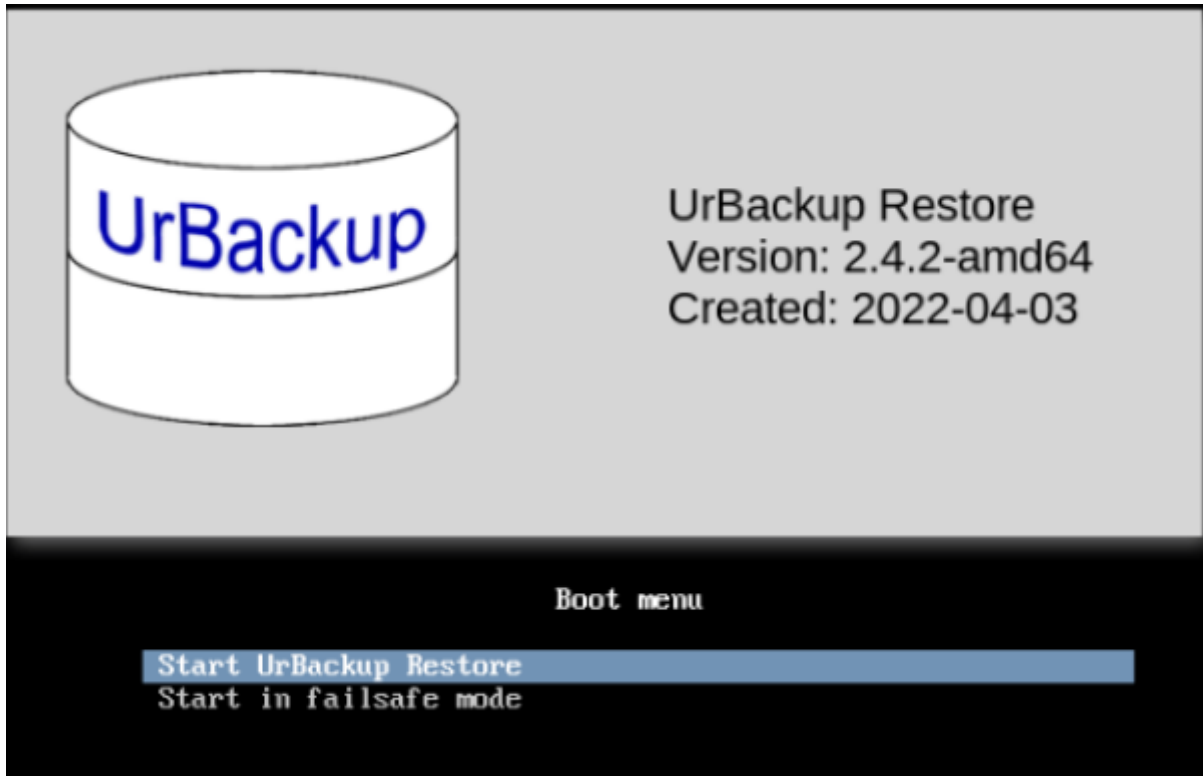 UrBackup
UrBackup Restore
Version: 2.4.2-amd64
Created: 2022-04-03
Boot menu
Start UrBackup Restore
Start in failsafe mode